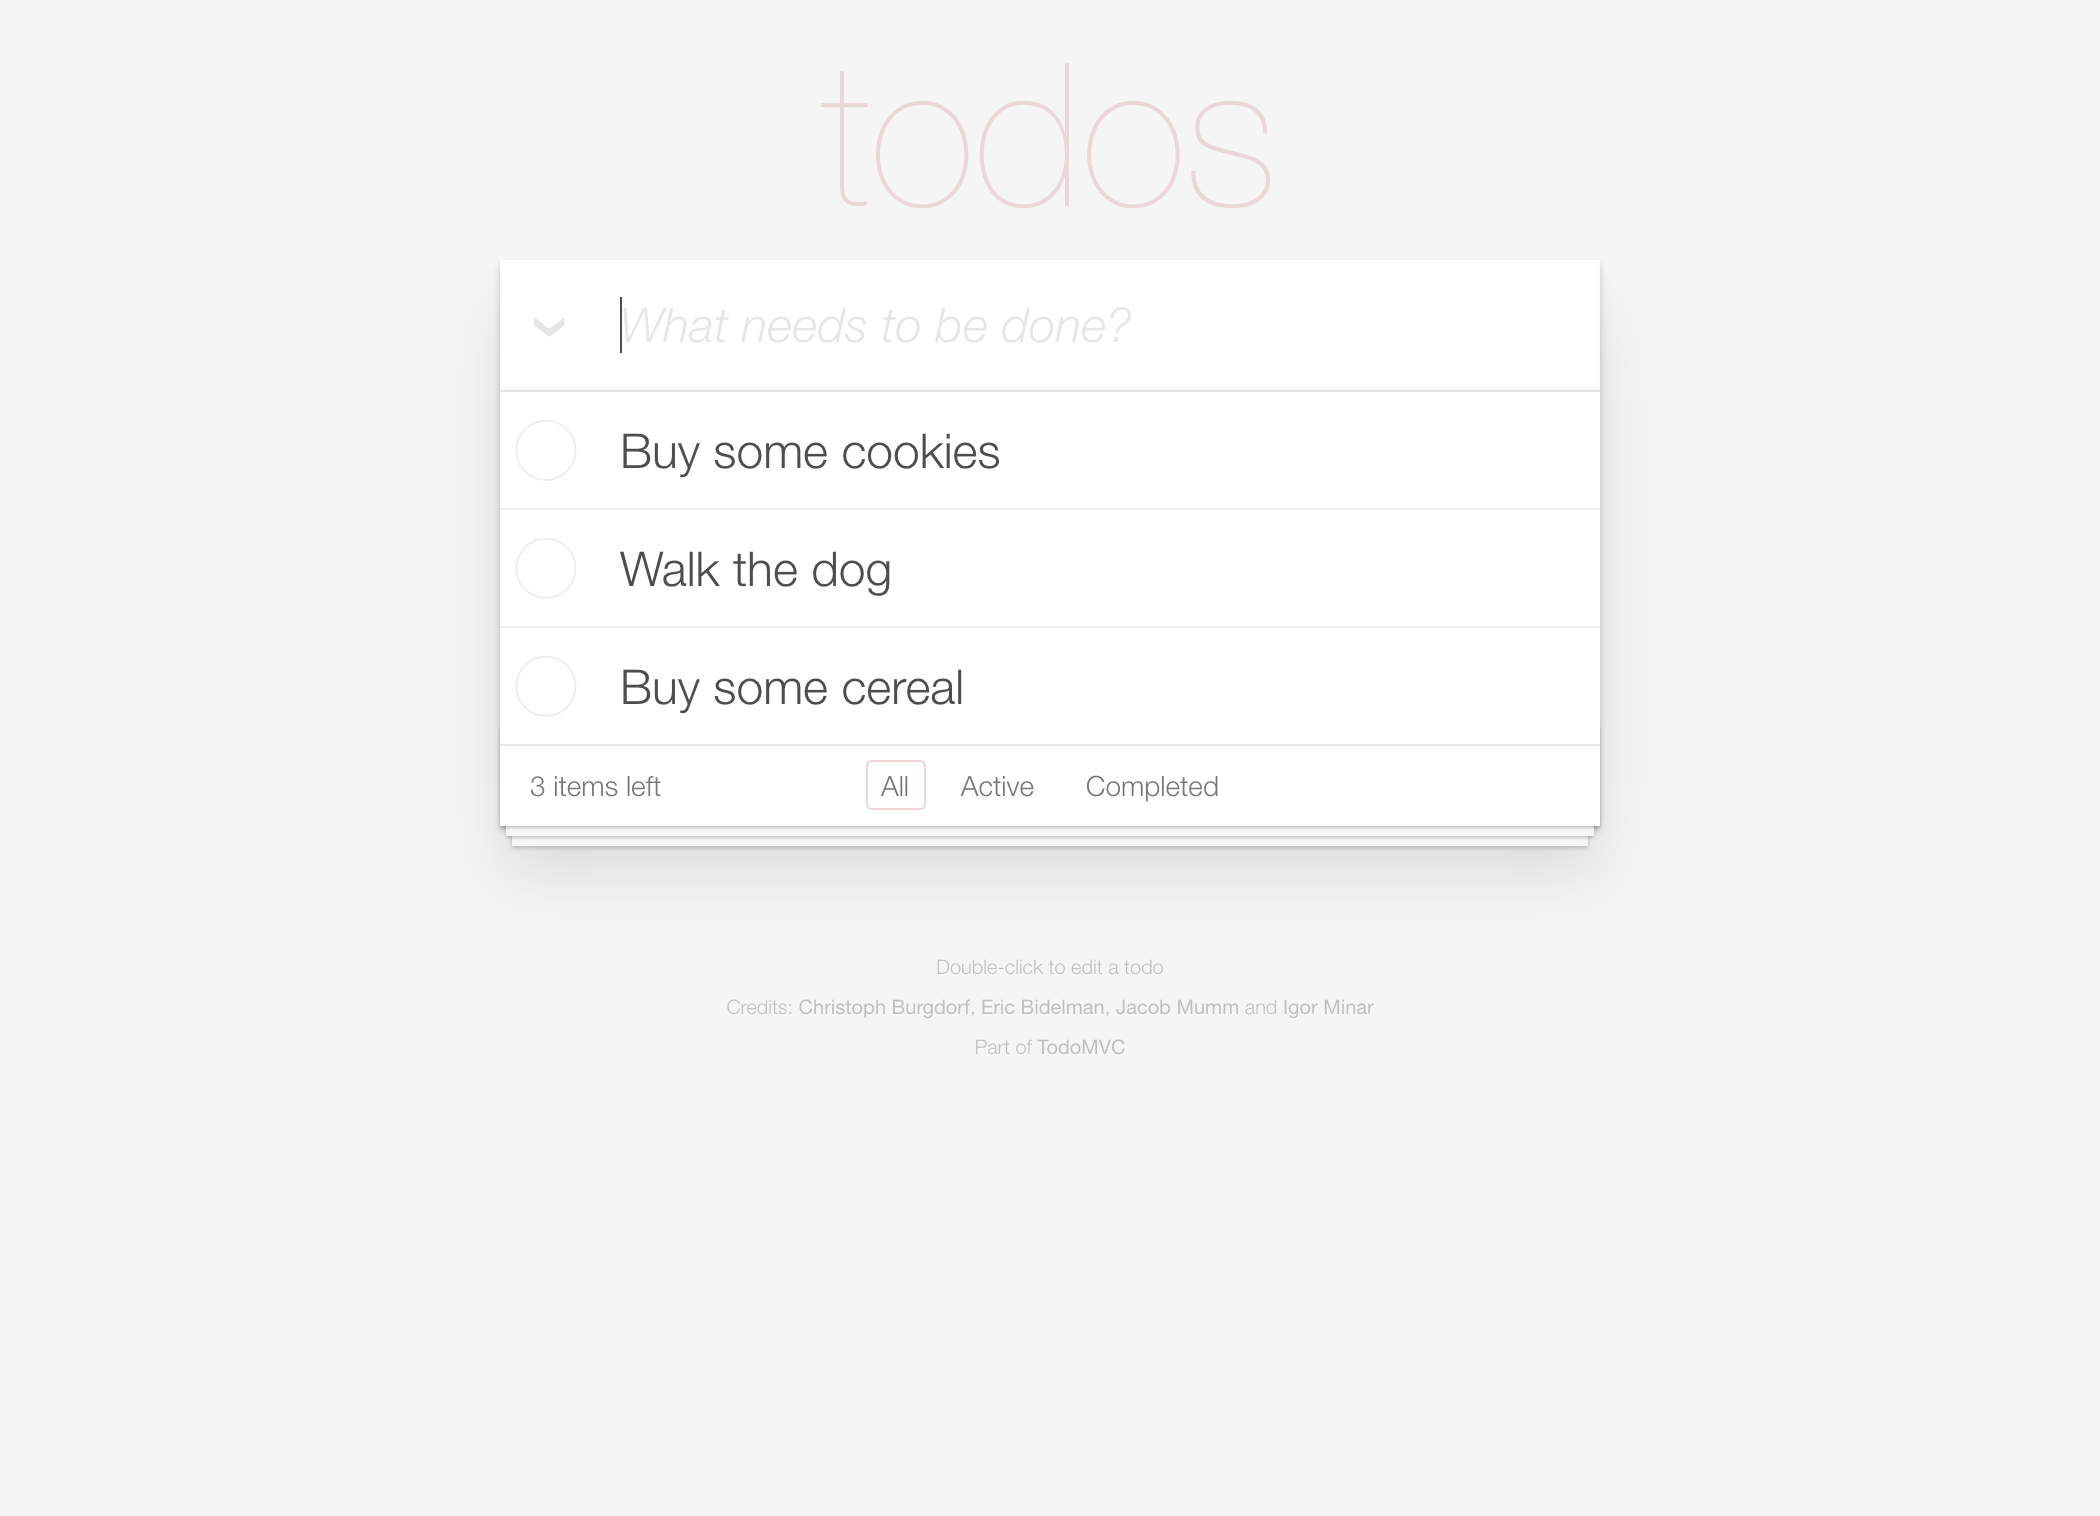 todos
What needs to be done?
Buy some cookies
Walk the dog
Buy some cereal
3 items left All Active Completed
Double-click to edit a todo
Credits: Christoph Burgdorf, Eric Bidelman, Jacob Mumm and Igor Minar
Part of TodoMVC